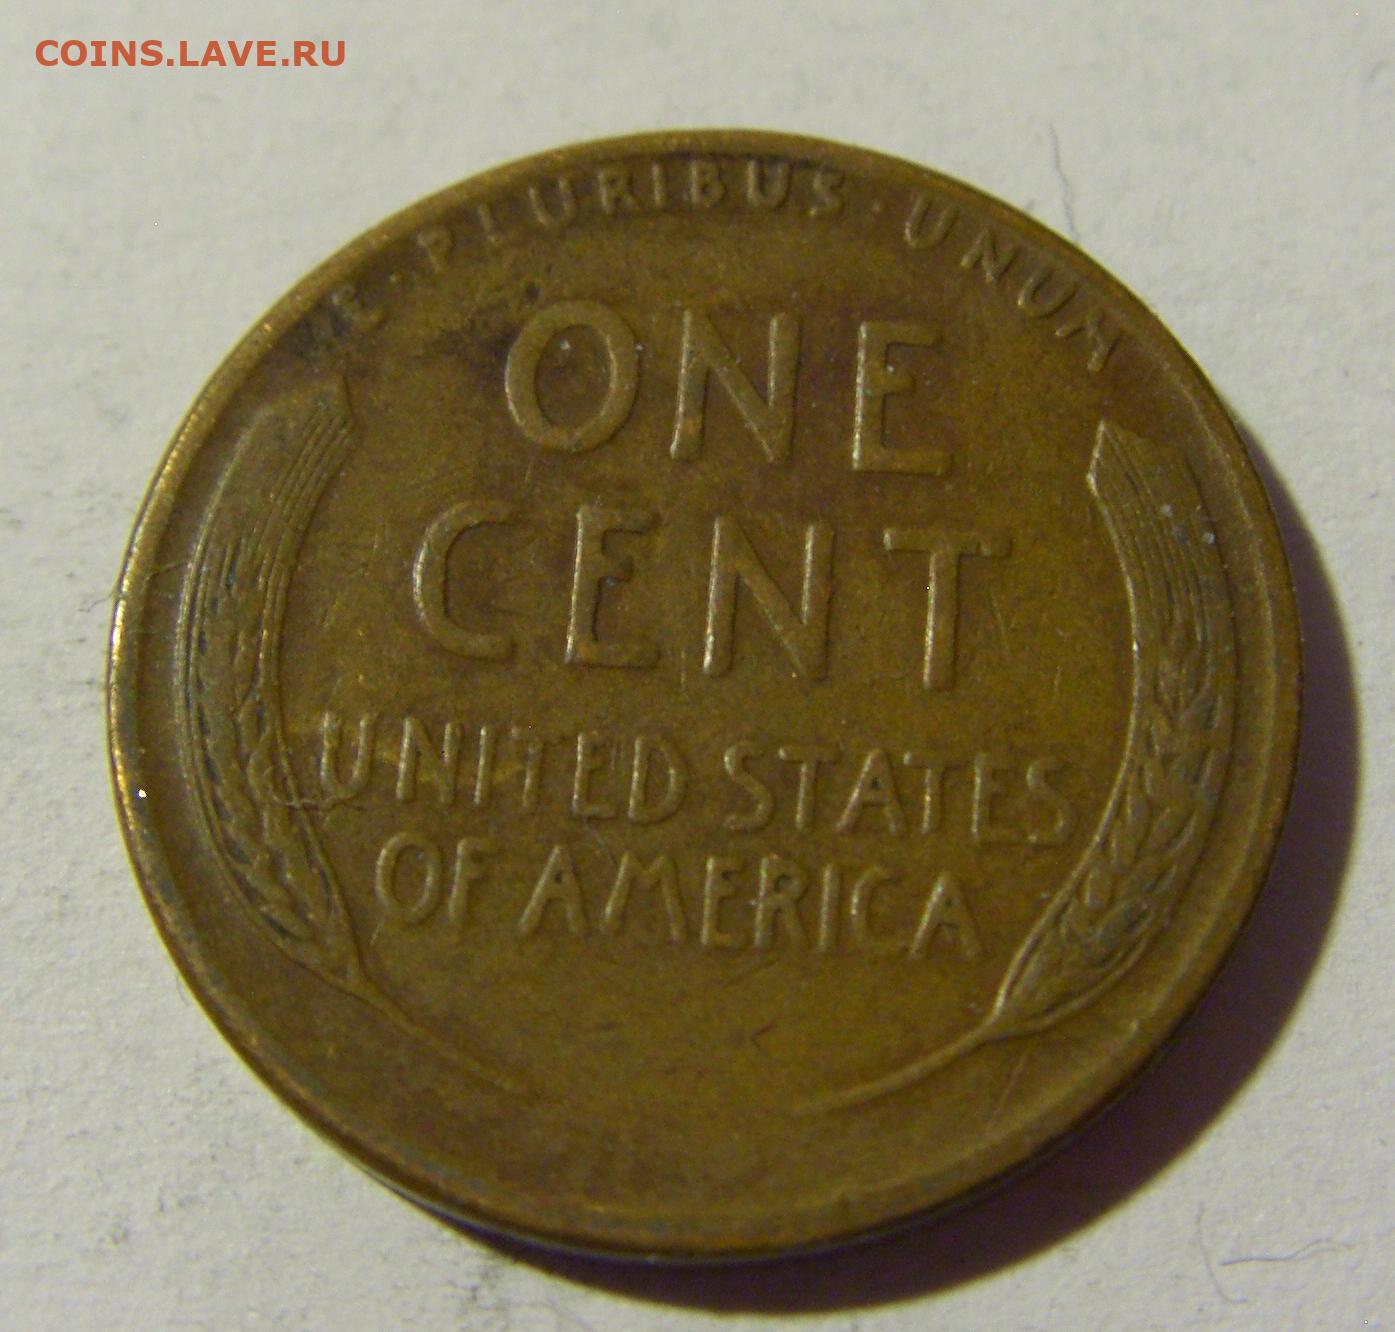 COINS.LAVE.RU
E · PLURIBUS · UNUM
ONE
CENT
UNITED STATES
OF AMERICA